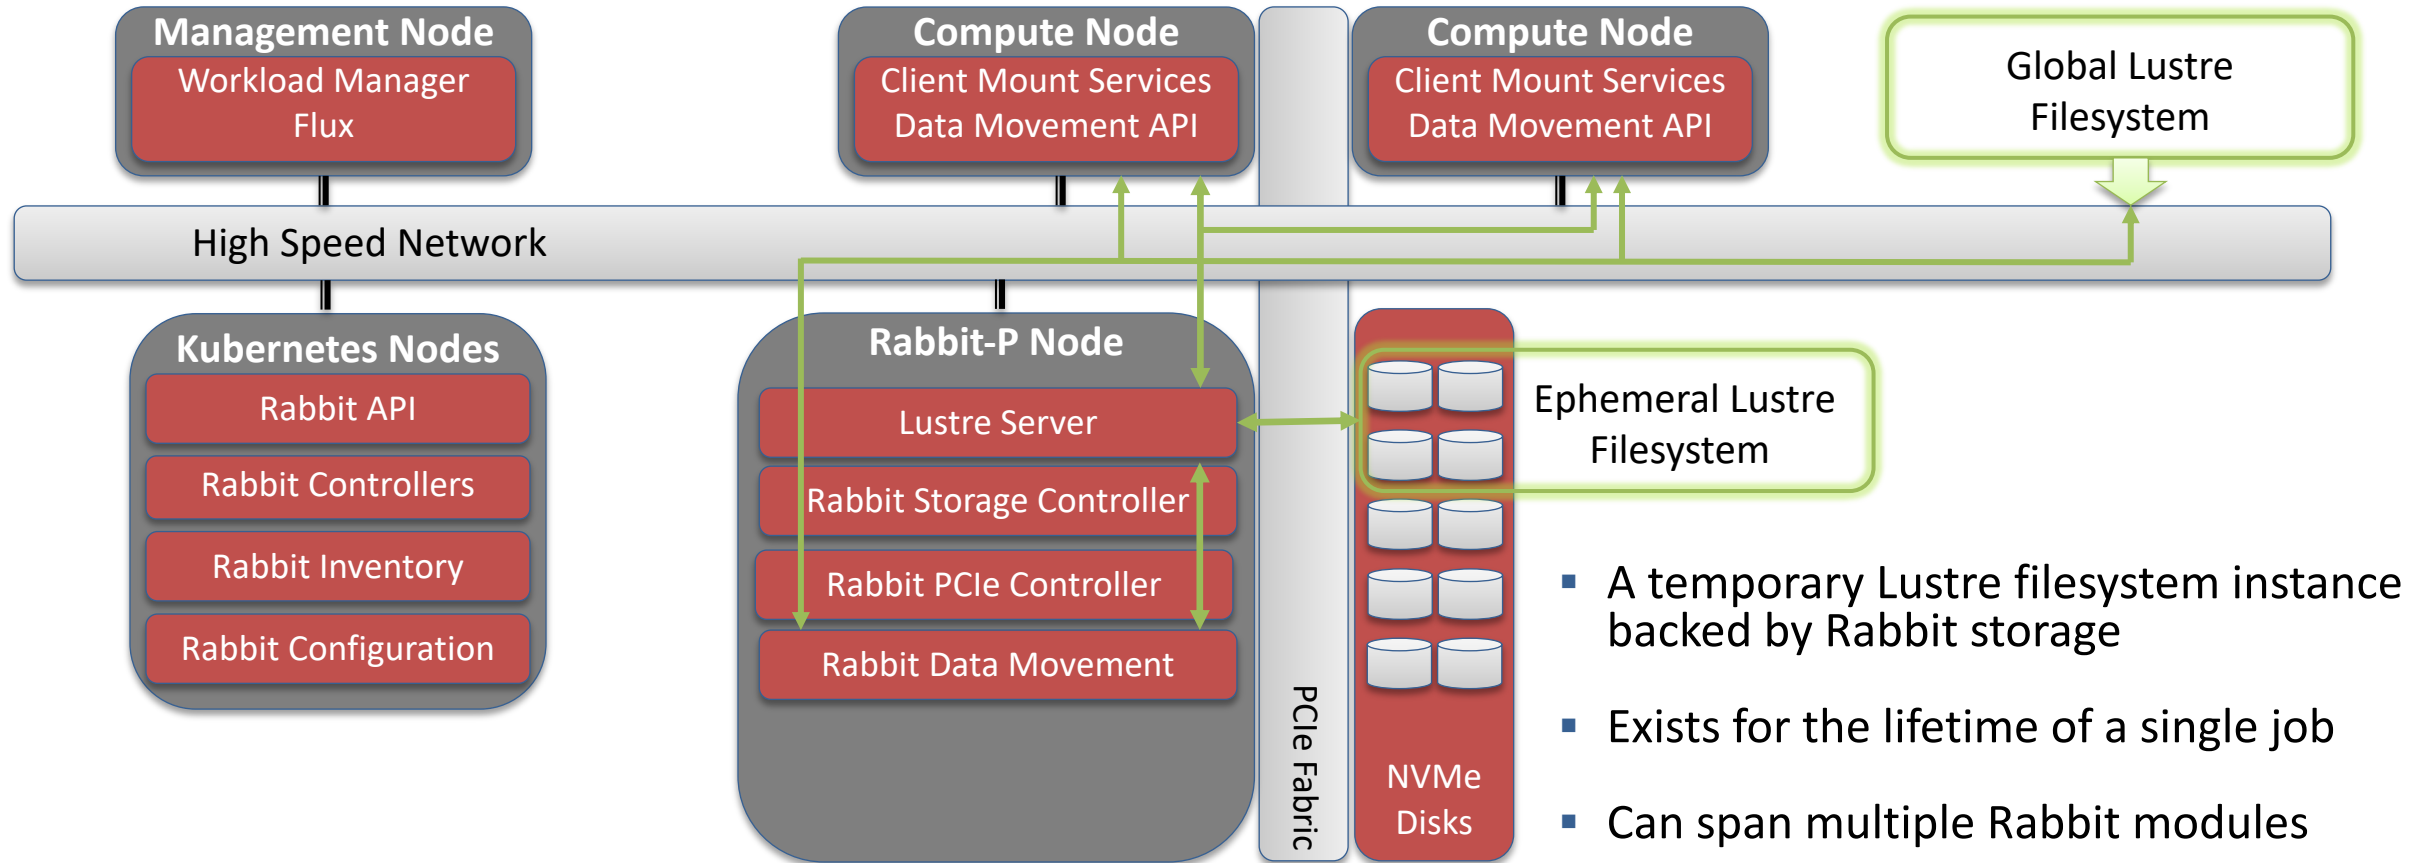 Management Node
Workload Manager
Flux
Compute Node
Client Mount Services
Data Movement API
Compute Node
Client Mount Services
Data Movement API
Global Lustre
Filesystem
High Speed Network
Kubernetes Nodes
Rabbit API
Rabbit Controllers
Rabbit Inventory
Rabbit Configuration
Rabbit-P Node
Lustre Server
Rabbit Storage Controller
Rabbit PCIe Controller
Rabbit Data Movement
PCIe Fabric
NVMe
Disks
Ephemeral Lustre
Filesystem
▪ A temporary Lustre filesystem instance
backed by Rabbit storage
▪ Exists for the lifetime of a single job
▪ Can span multiple Rabbit modules